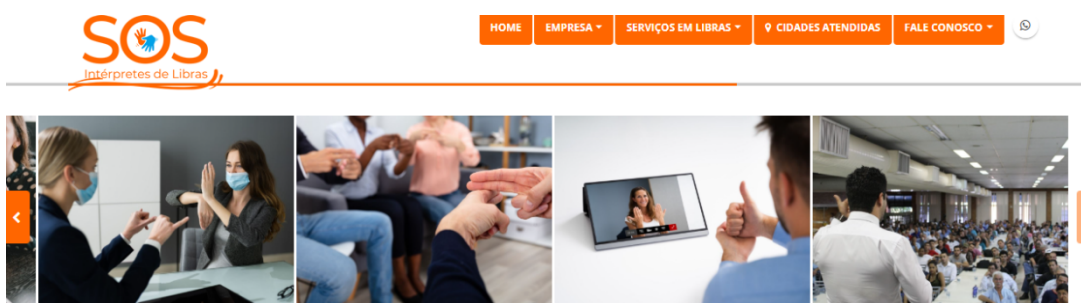 SOS
Intérpretes de Libras
HOME
EMPRESA
SERVIÇOS EM LIBRAS
CIDADES ATENDIDAS
FALE CONOSCO